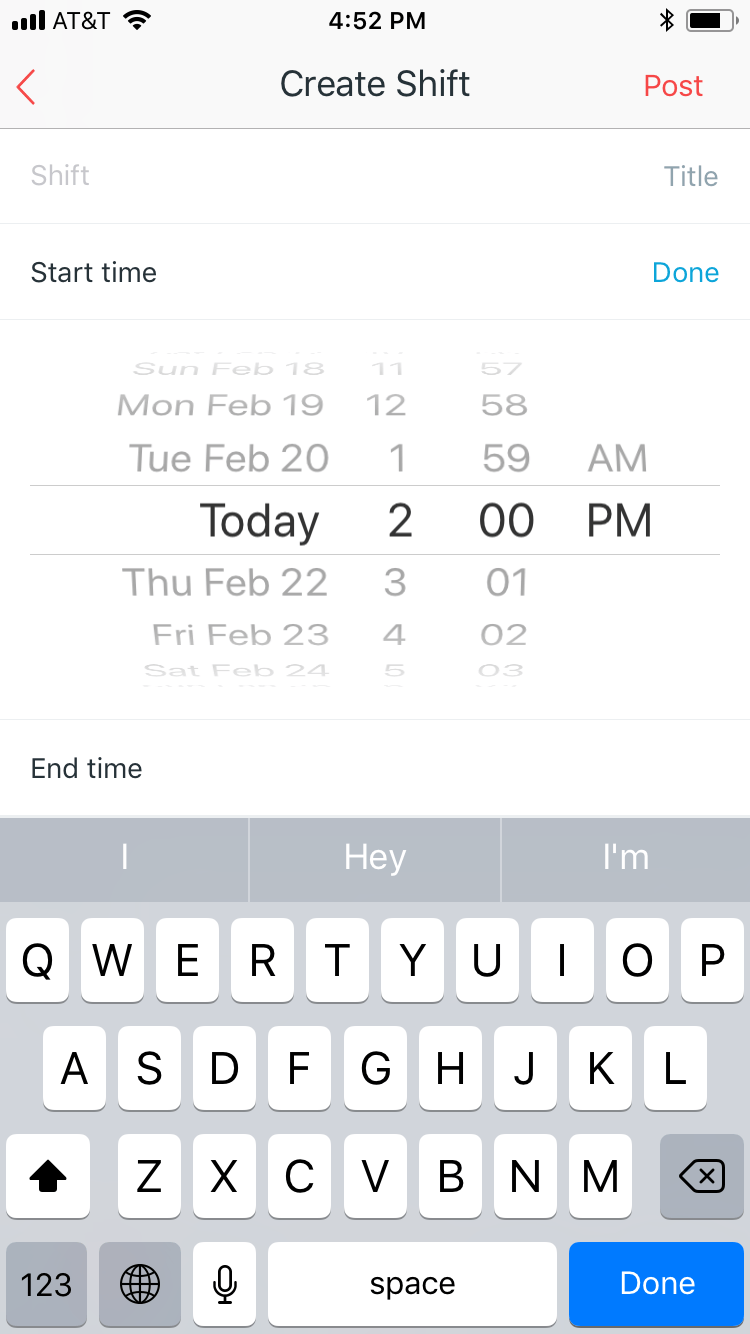 AT&T 4:52 PM
Create Shift Post
Shift Title
Start time Done
Sun Feb 18 11 57
Mon Feb 19 12 58
Tue Feb 20 1 59 AM
Today 2 00 PM
Thu Feb 22 3 01
Fri Feb 23 4 02
Sat Feb 24 5 03
End time
I Hey I'm
Q W E R T Y U I O P
A S D F G H J K L
Z X C V B N M
123 space Done